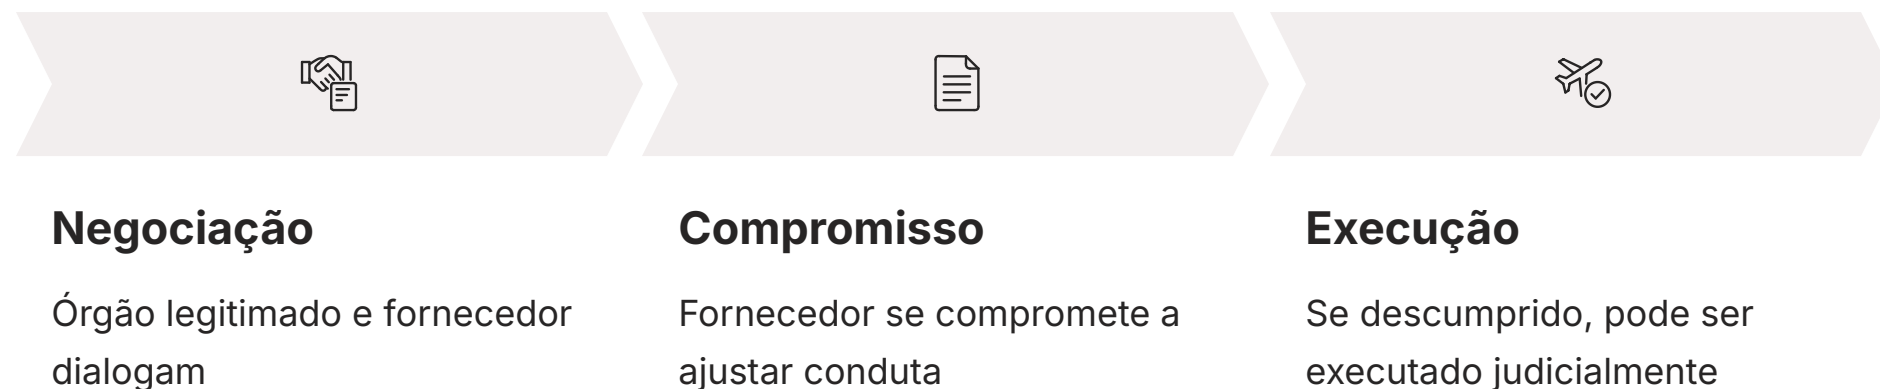 Negociação
Órgão legitimado e fornecedor
dialogam
Compromisso
Fornecedor se compromete a
ajustar conduta
Execução
Se descumprido, pode ser
executado judicialmente